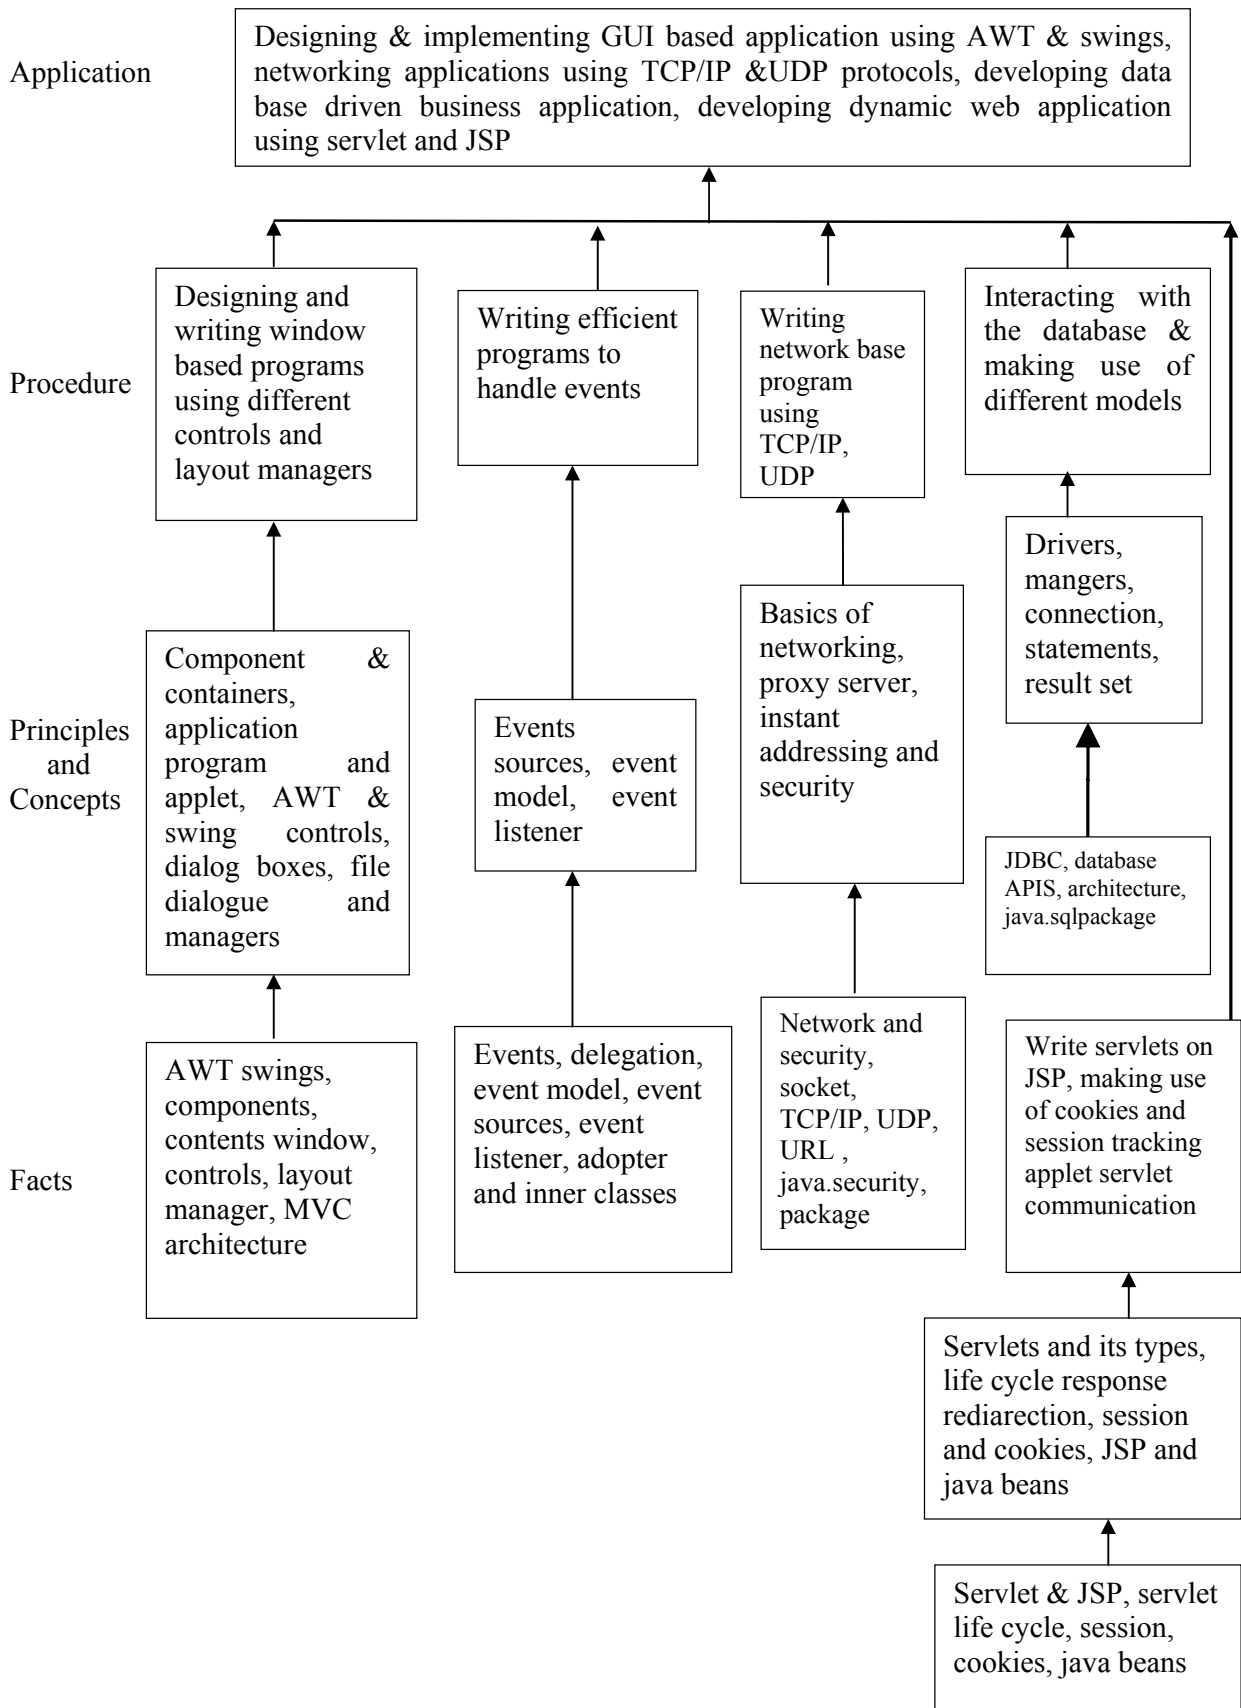 Application
Designing & implementing GUI based application using AWT & swings,
networking applications using TCP/IP &UDP protocols, developing data
base driven business application, developing dynamic web application
using servlet and JSP
Procedure
Designing and
writing window
based programs
using different
controls and
layout managers
Writing efficient
programs to
handle events
Writing
network base
program
using
TCP/IP,
UDP
Interacting with
the database &
making use of
different models
Drivers,
mangers,
connection,
statements,
result set
Principles
and
Concepts
Component &
containers,
application
program and
applet, AWT &
swing controls,
dialog boxes, file
dialogue and
managers
Events
sources, event
model, event
listener
Basics of
networking,
proxy server,
instant
addressing and
security
JDBC, database
APIS, architecture,
java.sqlpackage
Facts
AWT swings,
components,
contents window,
controls, layout
manager, MVC
architecture
Events, delegation,
event model, event
sources, event
listener, adopter
and inner classes
Network and
security,
socket,
TCP/IP, UDP,
URL ,
java.security,
package
Write servlets on
JSP, making use
of cookies and
session tracking
applet servlet
communication
Servlets and its types,
life cycle response
rediarection, session
and cookies, JSP and
java beans
Servlet & JSP, servlet
life cycle, session,
cookies, java beans